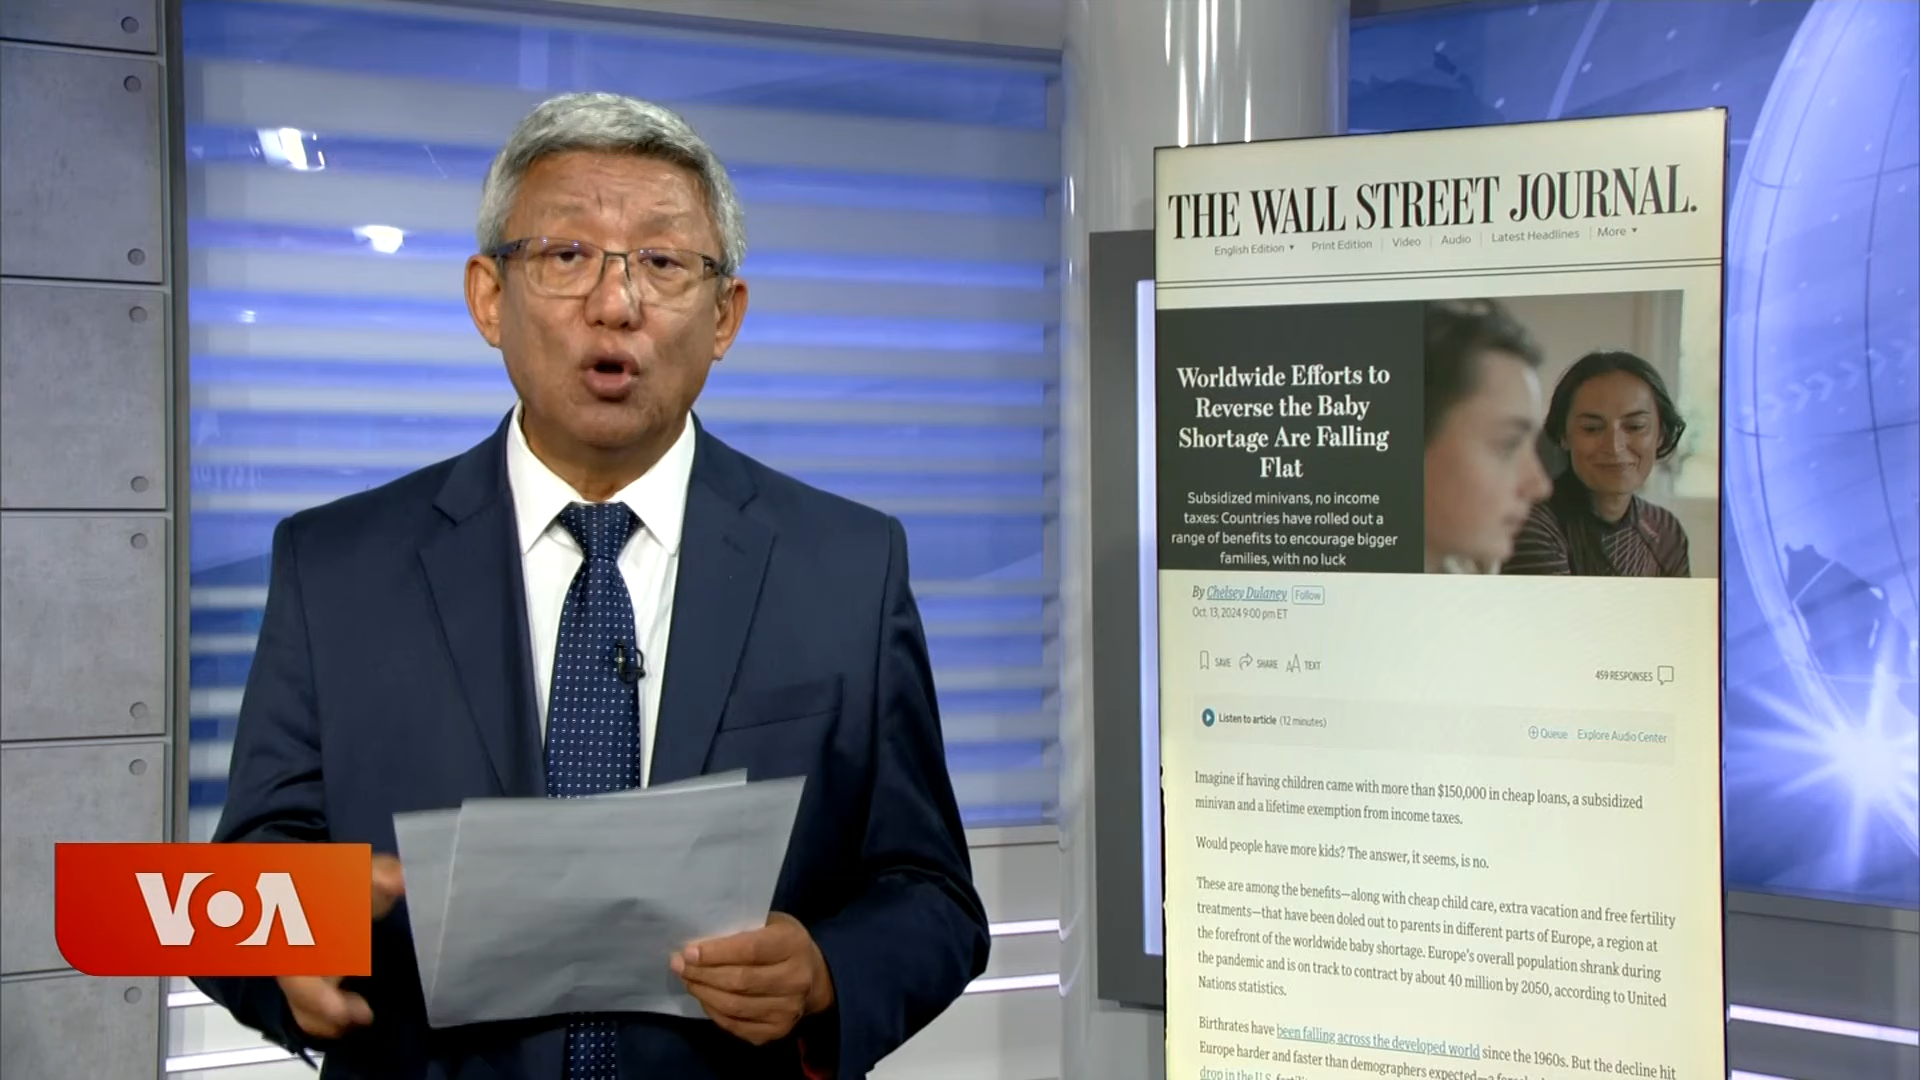 THE WALL STREET JOURNAL.
English Edition ▾ | Print Edition | Video | Audio | Latest Headlines | More ▾
Worldwide Efforts to
Reverse the Baby
Shortage Are Falling
Flat
Subsidized minivans, no income
taxes: Countries have rolled out a
range of benefits to encourage bigger
families, with no luck
By Chelsey Dulaney Follow
Oct. 13, 2024 9:00 pm ET
SAVE SHARE AA TEXT
459 RESPONSES
Listen to article (12 minutes)
Queue Explore Audio Center
Imagine if having children came with more than $150,000 in cheap loans, a subsidized
minivan and a lifetime exemption from income taxes.
Would people have more kids? The answer, it seems, is no.
These are among the benefits—along with cheap child care, extra vacation and free fertility
treatments—that have been doled out to parents in different parts of Europe, a region at
the forefront of the worldwide baby shortage. Europe's overall population shrank during
the pandemic and is on track to contract by about 40 million by 2050, according to United
Nations statistics.
Birthrates have been falling across the developed world since the 1960s. But the decline hit
Europe harder and faster than demographers expected—a
drop in the U.S.
VOA